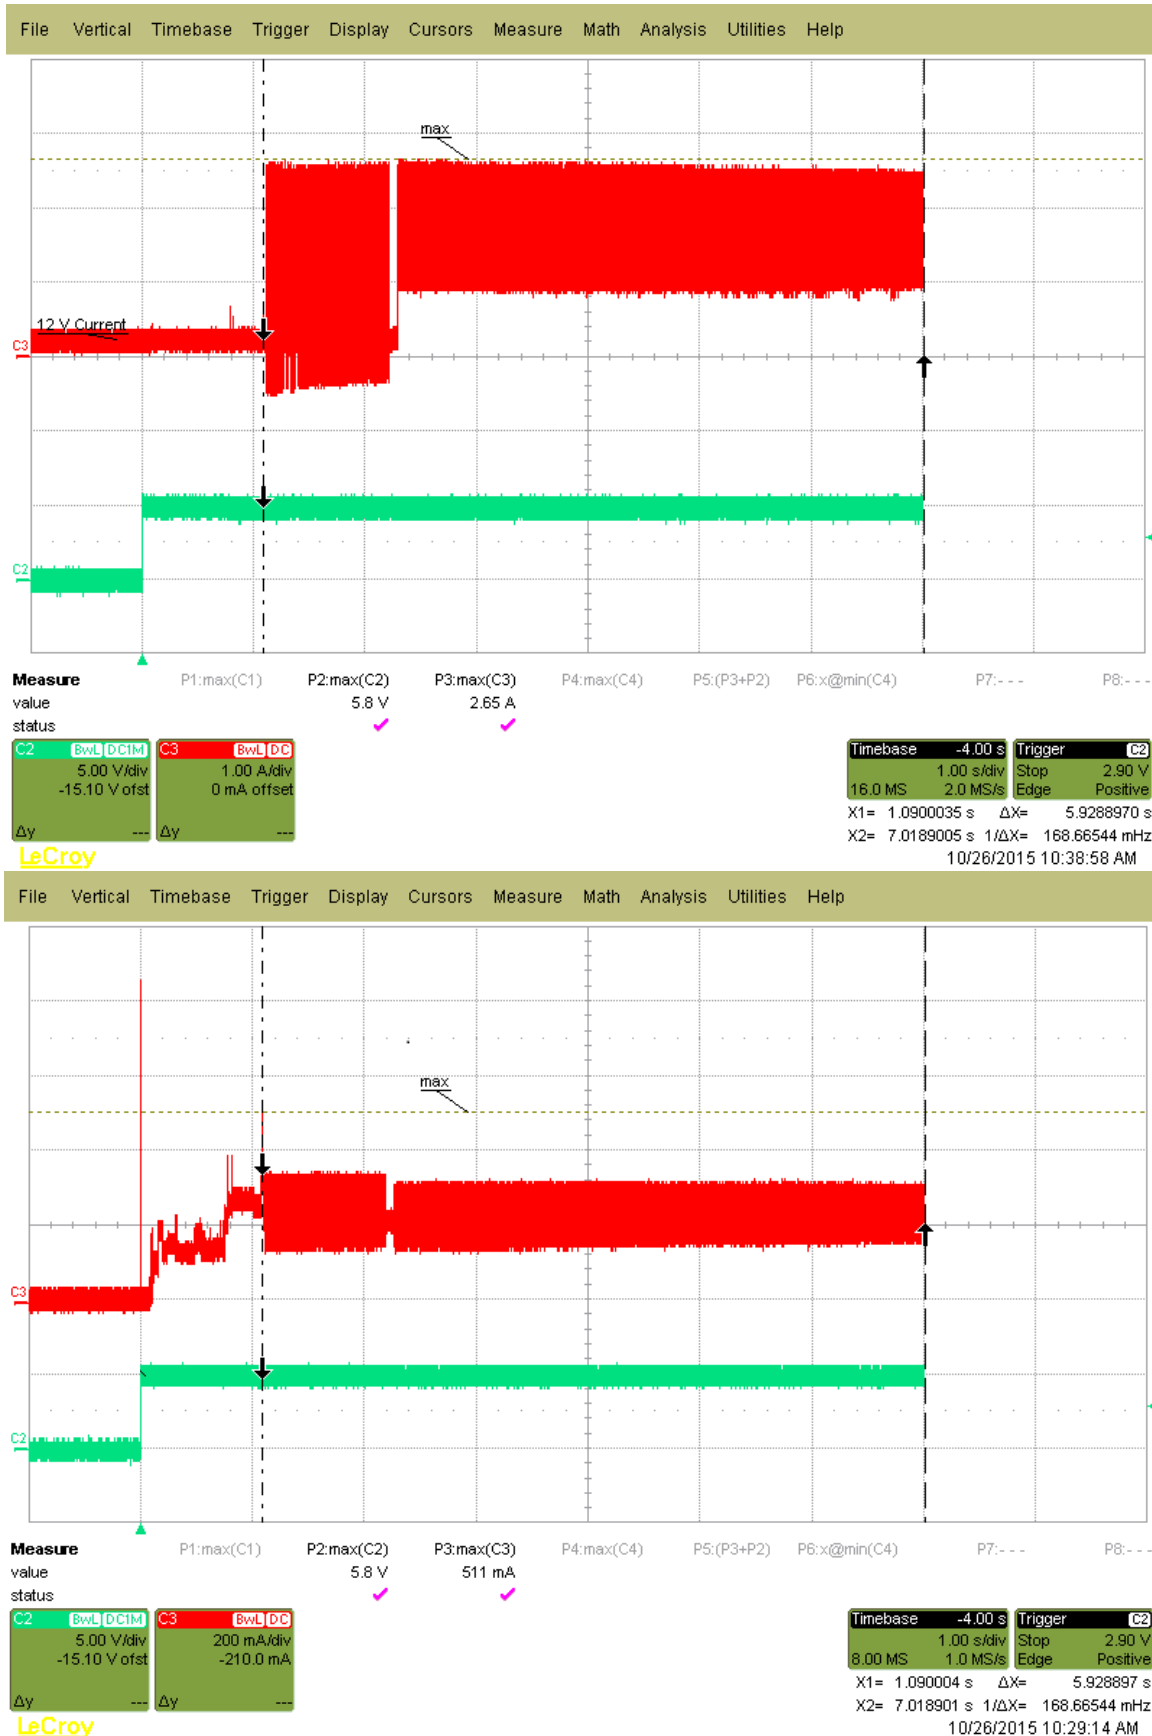 File Vertical Timebase Trigger Display Cursors Measure Math Analysis Utilities Help
max
12 V Current
C3
C2
Measure P1:max(C1) P2:max(C2) P3:max(C3) P4:max(C4) P5:(P3+P2) P6:x@min(C4) P7:- - - P8:- - -
value 5.8 V 2.65 A
status
C2 BwL DC1M C3 BwL DC Timebase -4.00 s Trigger C2
5.00 V/div 1.00 A/div 1.00 s/div Stop 2.90 V
-15.10 V ofst 0 mA offset 16.0 MS 2.0 MS/s Edge Positive
X1= 1.0900035 s ΔX= 5.9288970 s
Δy --- Δy --- X2= 7.0189005 s 1/ΔX= 168.66544 mHz
LeCroy 10/26/2015 10:38:58 AM
File Vertical Timebase Trigger Display Cursors Measure Math Analysis Utilities Help
max
C3
C2
Measure P1:max(C1) P2:max(C2) P3:max(C3) P4:max(C4) P5:(P3+P2) P6:x@min(C4) P7:- - - P8:- - -
value 5.8 V 511 mA
status
C2 BwL DC1M C3 BwL DC Timebase -4.00 s Trigger C2
5.00 V/div 200 mA/div 1.00 s/div Stop 2.90 V
-15.10 V ofst -210.0 mA 8.00 MS 1.0 MS/s Edge Positive
X1= 1.090004 s ΔX= 5.928897 s
Δy --- Δy --- X2= 7.018901 s 1/ΔX= 168.66544 mHz
LeCroy 10/26/2015 10:29:14 AM